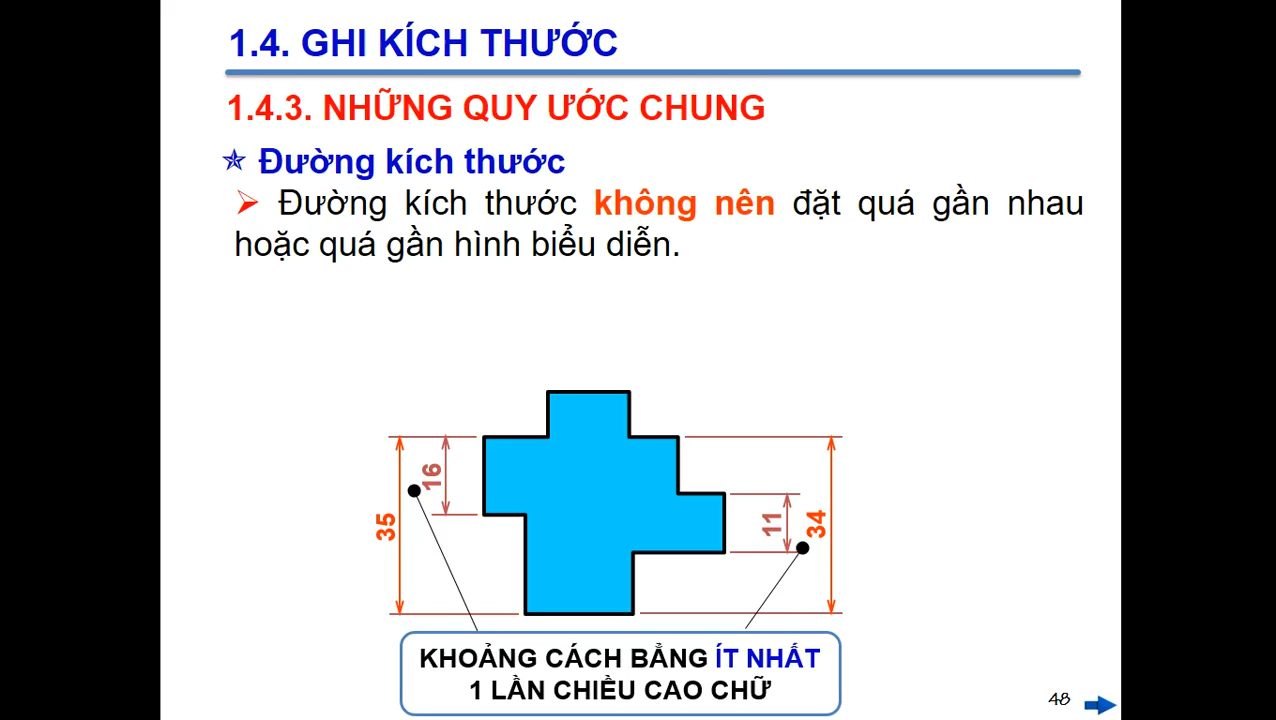 1.4. GHI KÍCH THƯỚC
1.4.3. NHỮNG QUY ƯỚC CHUNG
Đường kích thước
Đường kích thước không nên đặt quá gần nhau
hoặc quá gần hình biểu diễn.
16
35
11
34
KHOẢNG CÁCH BẰNG ÍT NHẤT
1 LẦN CHIỀU CAO CHỮ
48